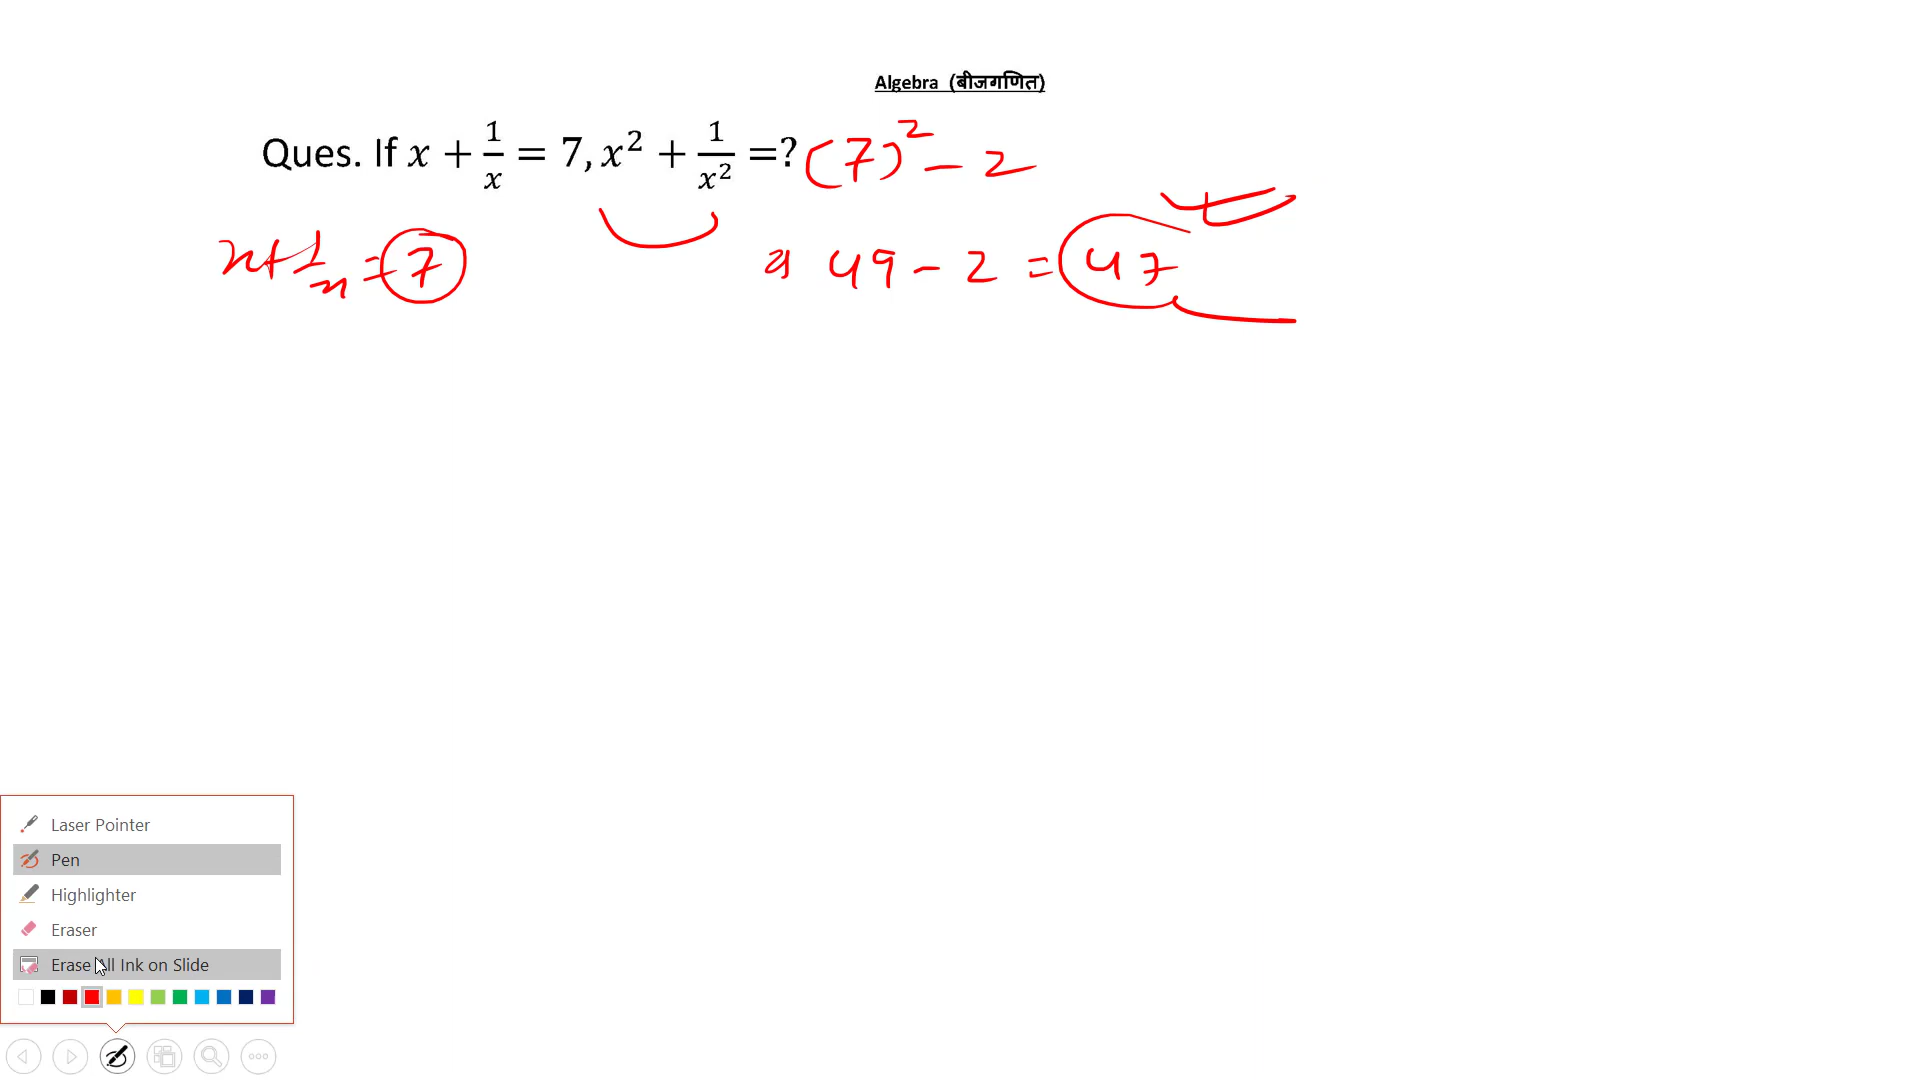 Algebra (बीजगणित)
Ques. If x + 1/x = 7, x² + 1/x² =? (7)² - 2
x + 1/x = 7
49 - 2 = 47
Laser Pointer
Pen
Highlighter
Eraser
Erase All Ink on Slide